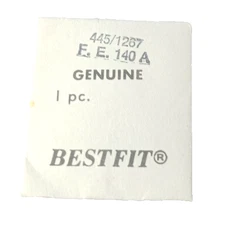 445/1287
F. E. 140 A
GENUINE
1 pc.
BESTFIT®